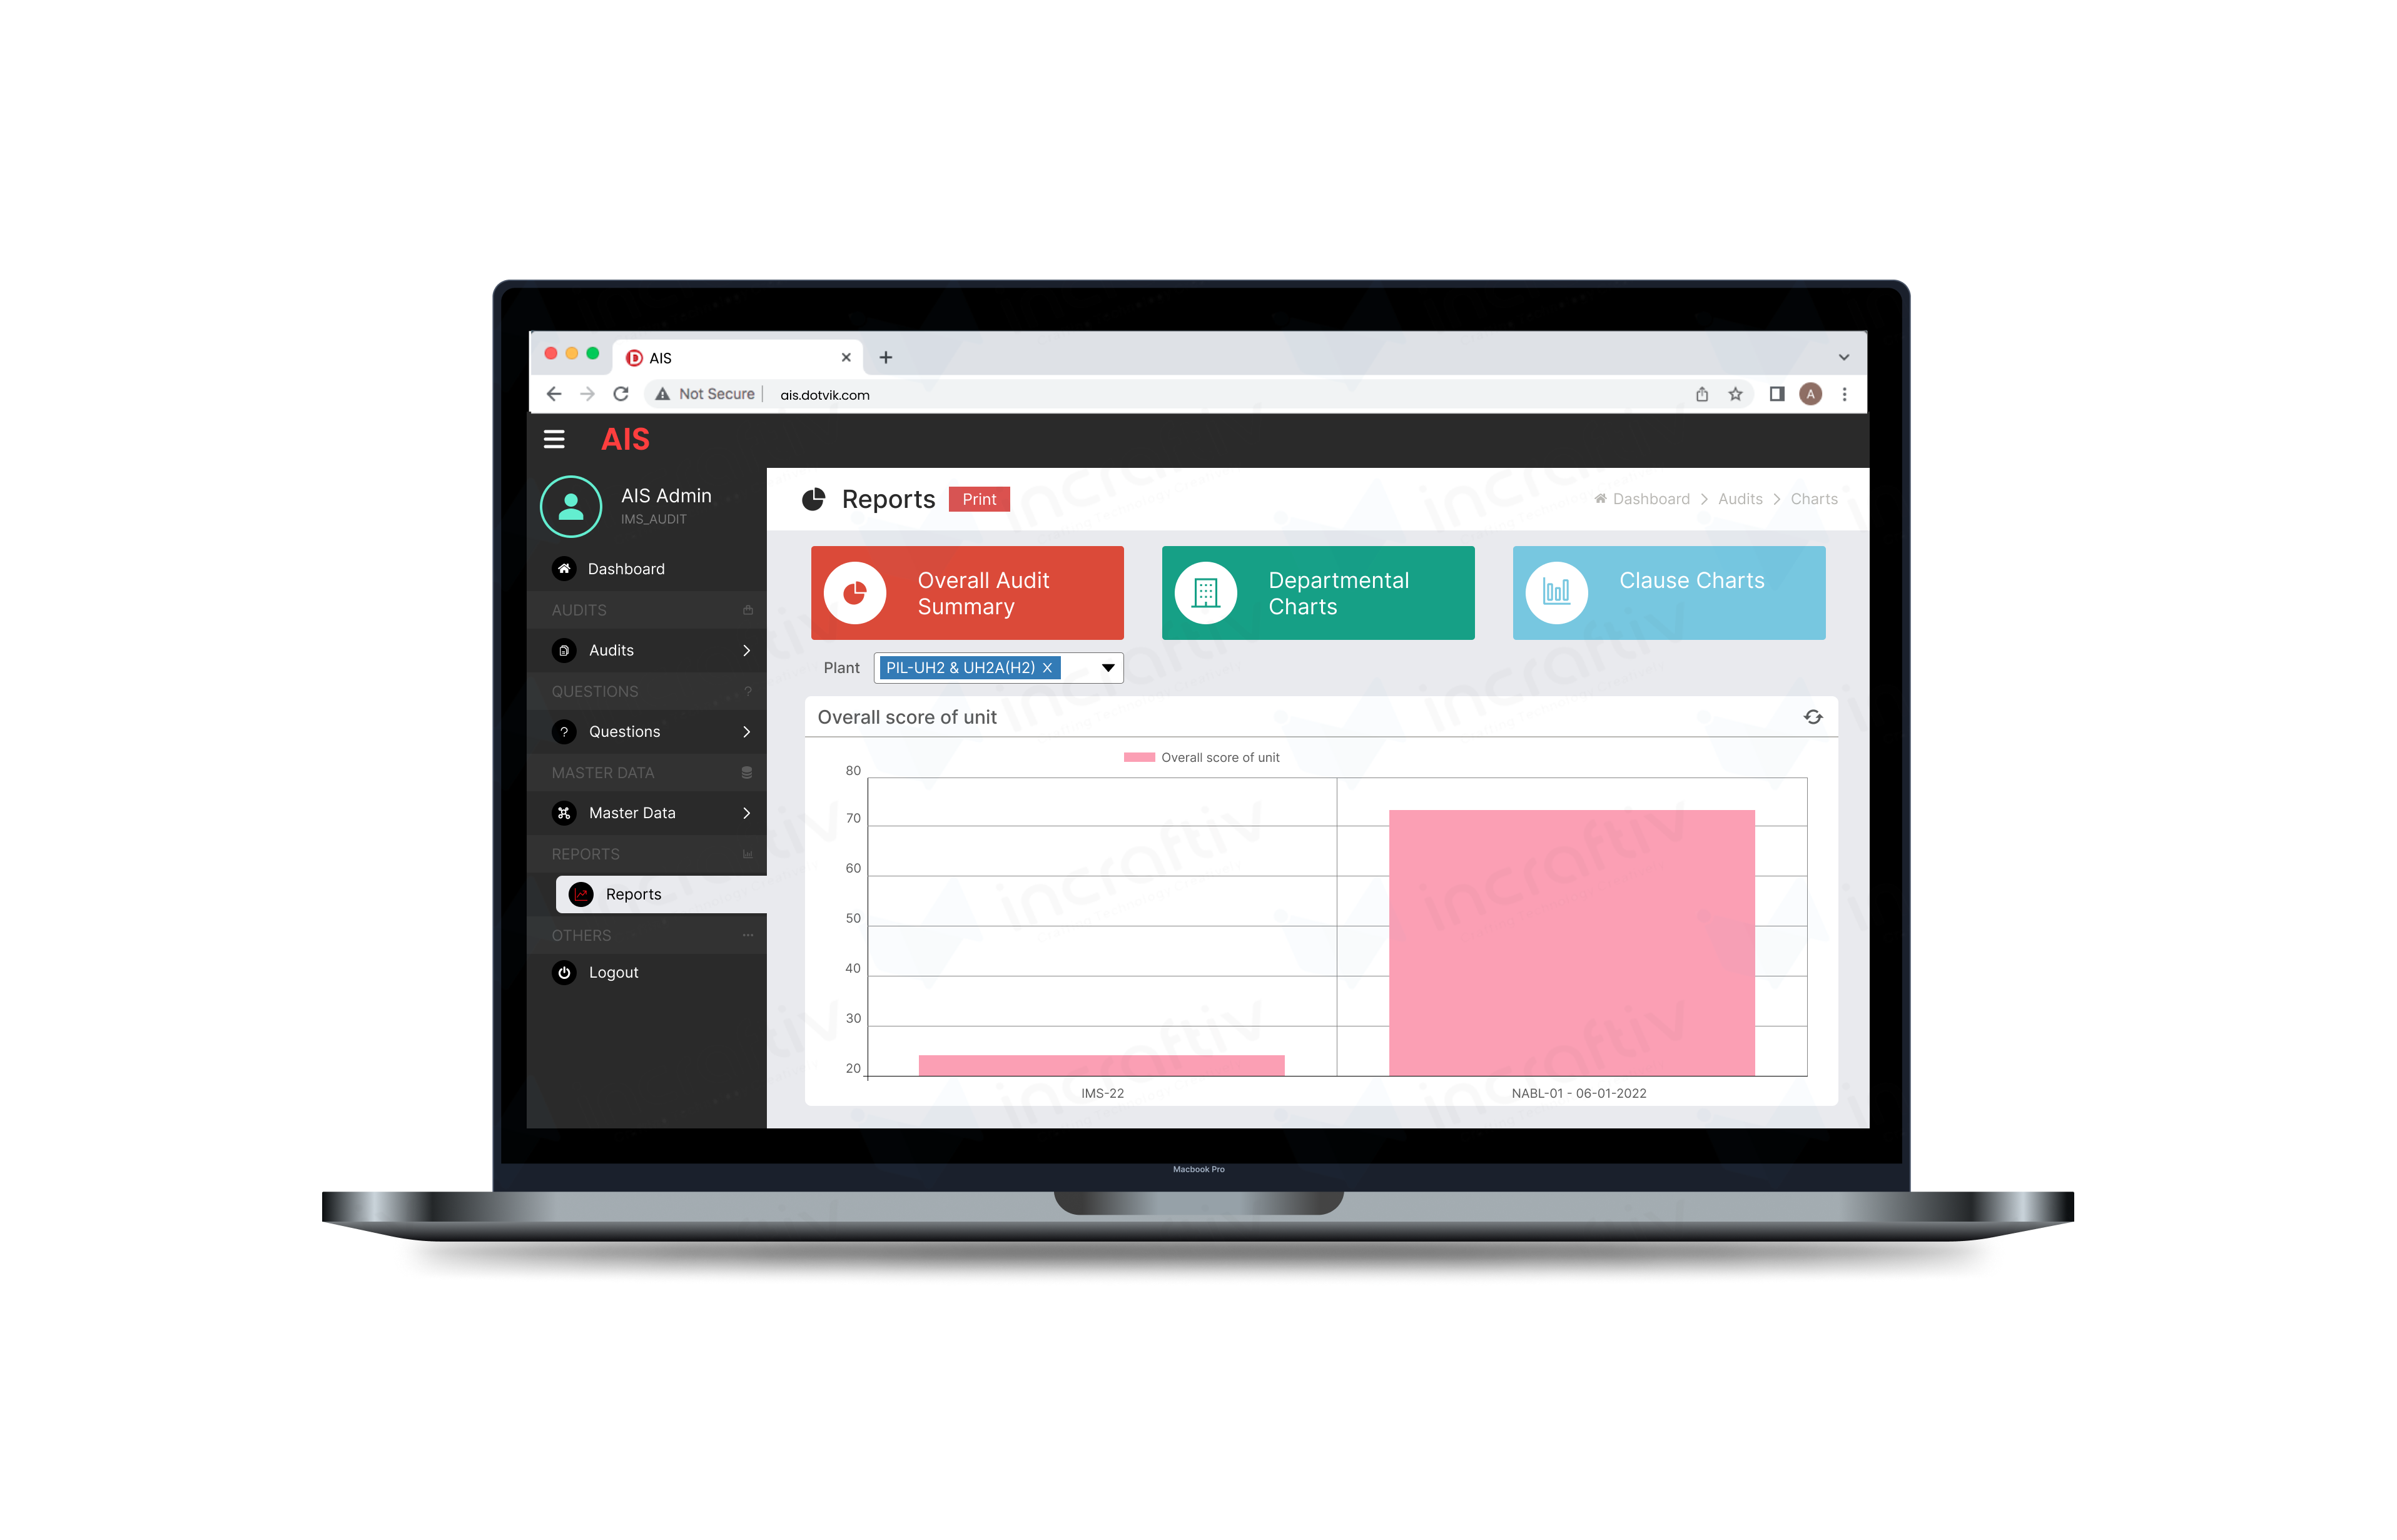 AIS
Not Secure
ais.dotvik.com
A
AIS
AIS Admin
IMS_AUDIT
Dashboard
AUDITS
Audits
QUESTIONS
?
? Questions
MASTER DATA
Master Data
REPORTS
Reports
OTHERS
Logout
Reports
Print
Dashboard > Audits > Charts
Overall Audit
Summary
Departmental
Charts
Clause Charts
Plant
PIL-UH2 & UH2A(H2) X
Overall score of unit
Overall score of unit
80
70
60
50
40
30
20
IMS-22
NABL-01 - 06-01-2022
Macbook Pro
incraftiv